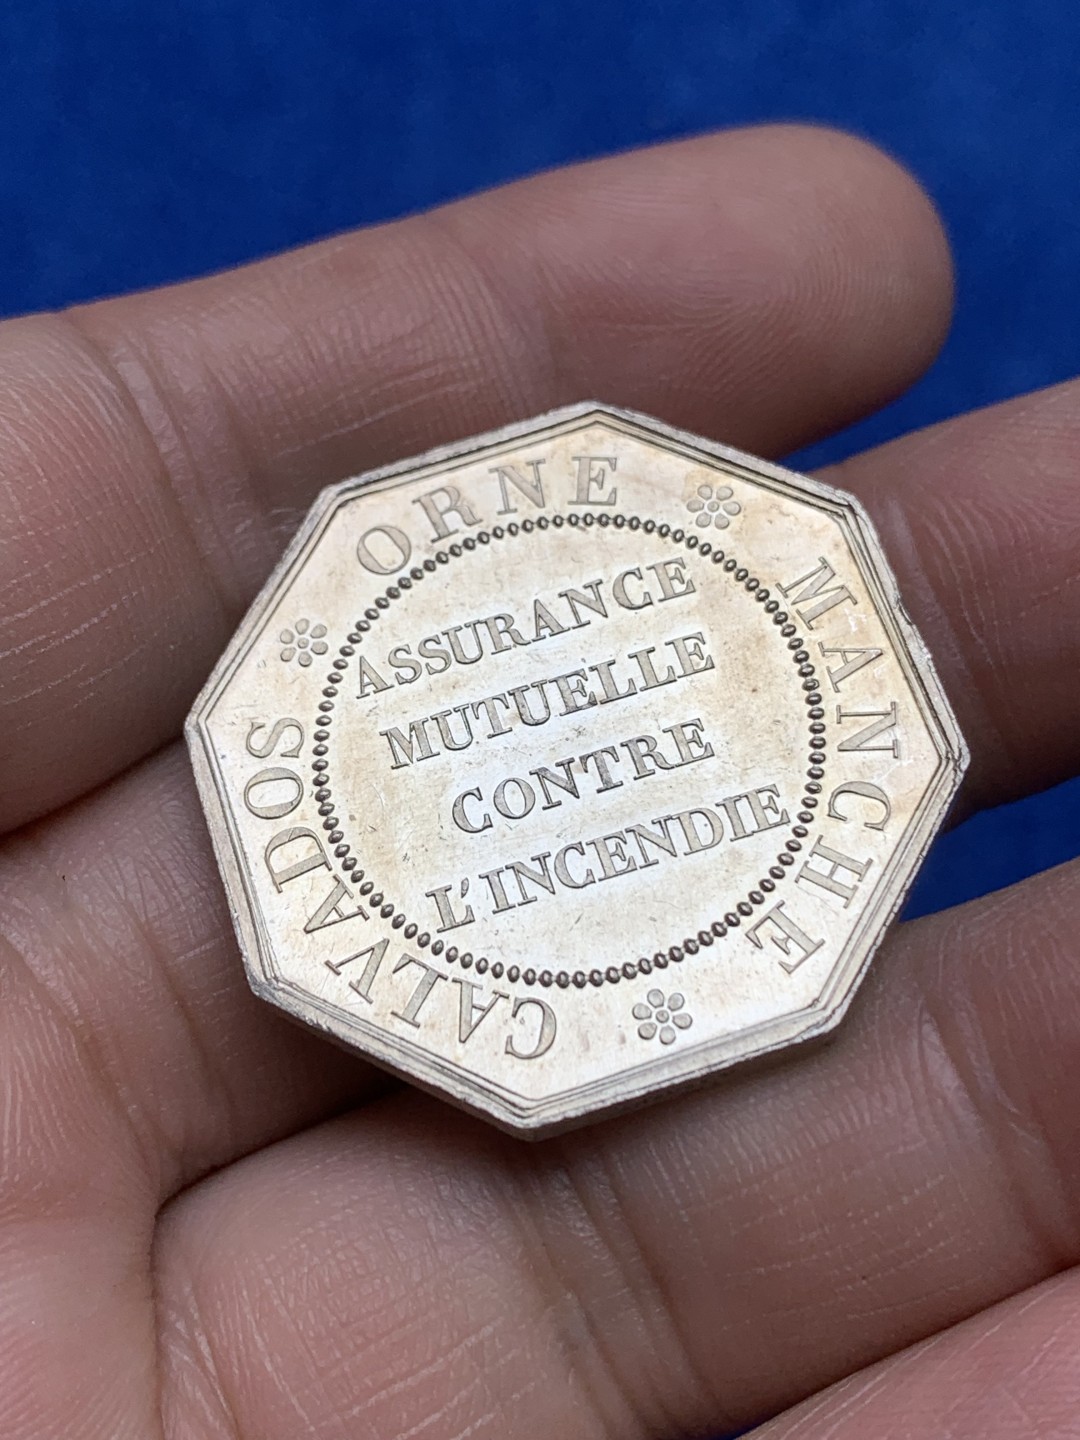 CALVADOS
ORNE
MANCHE
ASSURANCE
MUTUELLE
CONTRE
L'INCENDIE